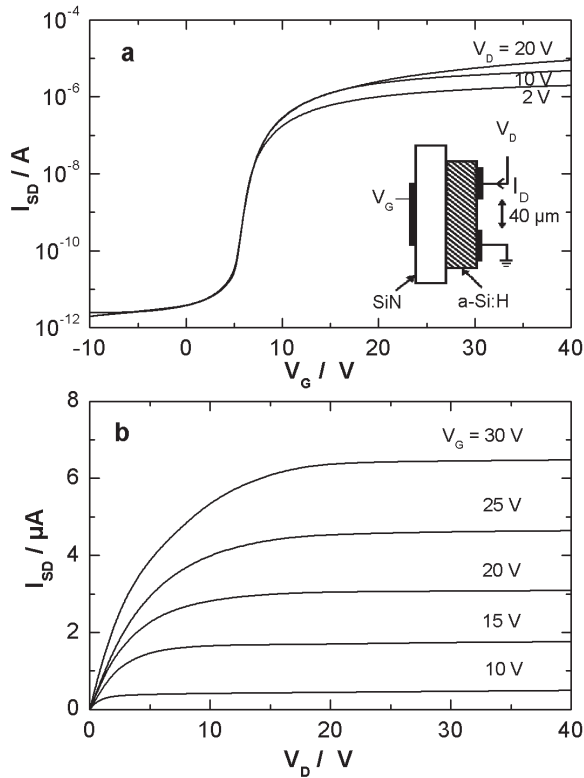 a
10⁻⁴
10⁻⁶
10⁻⁸
10⁻¹⁰
10⁻¹²
I_SD / A
V_D = 20 V
10 V
2 V
V_D
I_D
V_G
40 µm
SiN
a-Si:H
-10
0
10
20
30
40
V_G / V
b
8
6
4
2
0
I_SD / µA
V_G = 30 V
25 V
20 V
15 V
10 V
0
10
20
30
40
V_D / V